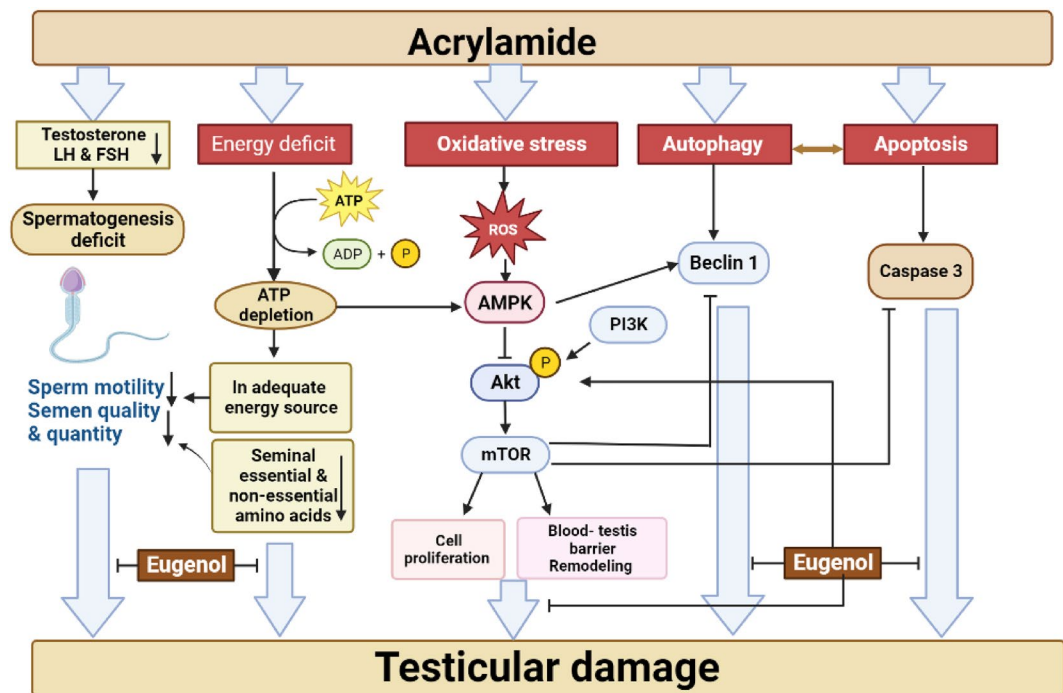 Acrylamide
Testosterone
LH & FSH
Energy deficit
Oxidative stress
Autophagy
Apoptosis
Spermatogenesis
deficit
ATP
ADP + P
ROS
Beclin 1
Caspase 3
ATP
depletion
AMPK
PI3K
P
Akt
Sperm motility
Semen quality
& quantity
In adequate
energy source
mTOR
Seminal
essential &
non-essential
amino acids
Cell
proliferation
Blood- testis
barrier
Remodeling
Eugenol
Eugenol
Testicular damage